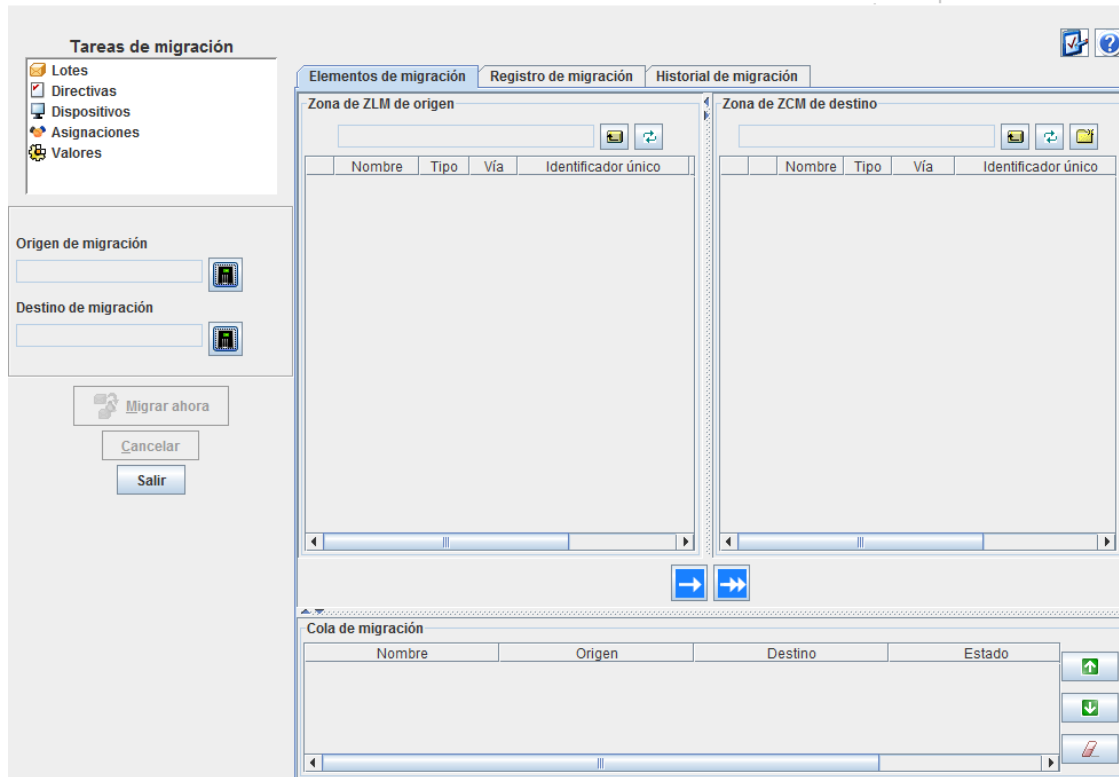 Tareas de migración
Lotes
Directivas
Dispositivos
Asignaciones
Valores
Origen de migración
Destino de migración
Migrar ahora
Cancelar
Salir
Elementos de migración Registro de migración Historial de migración
Zona de ZLM de origen
Nombre Tipo Vía Identificador único
Zona de ZCM de destino
Nombre Tipo Vía Identificador único
Cola de migración
Nombre Origen Destino Estado